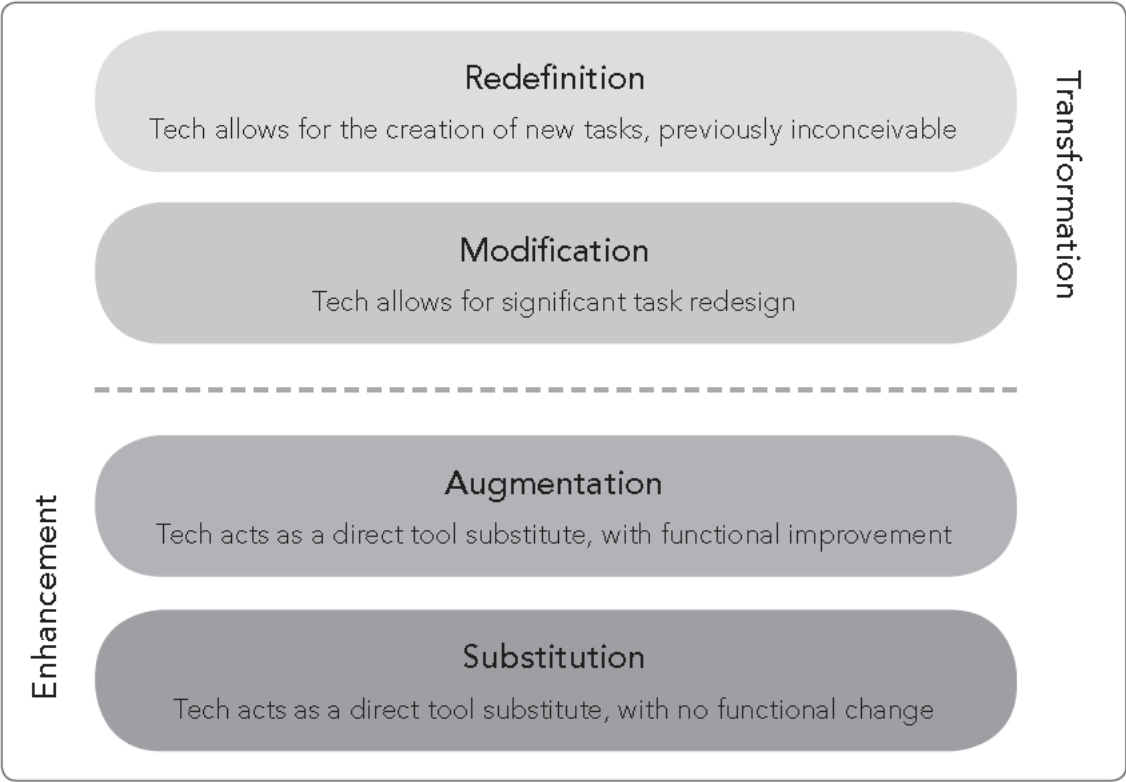 Redefinition
Tech allows for the creation of new tasks, previously inconceivable
Transformation
Modification
Tech allows for significant task redesign
Augmentation
Tech acts as a direct tool substitute, with functional improvement
Enhancement
Substitution
Tech acts as a direct tool substitute, with no functional change